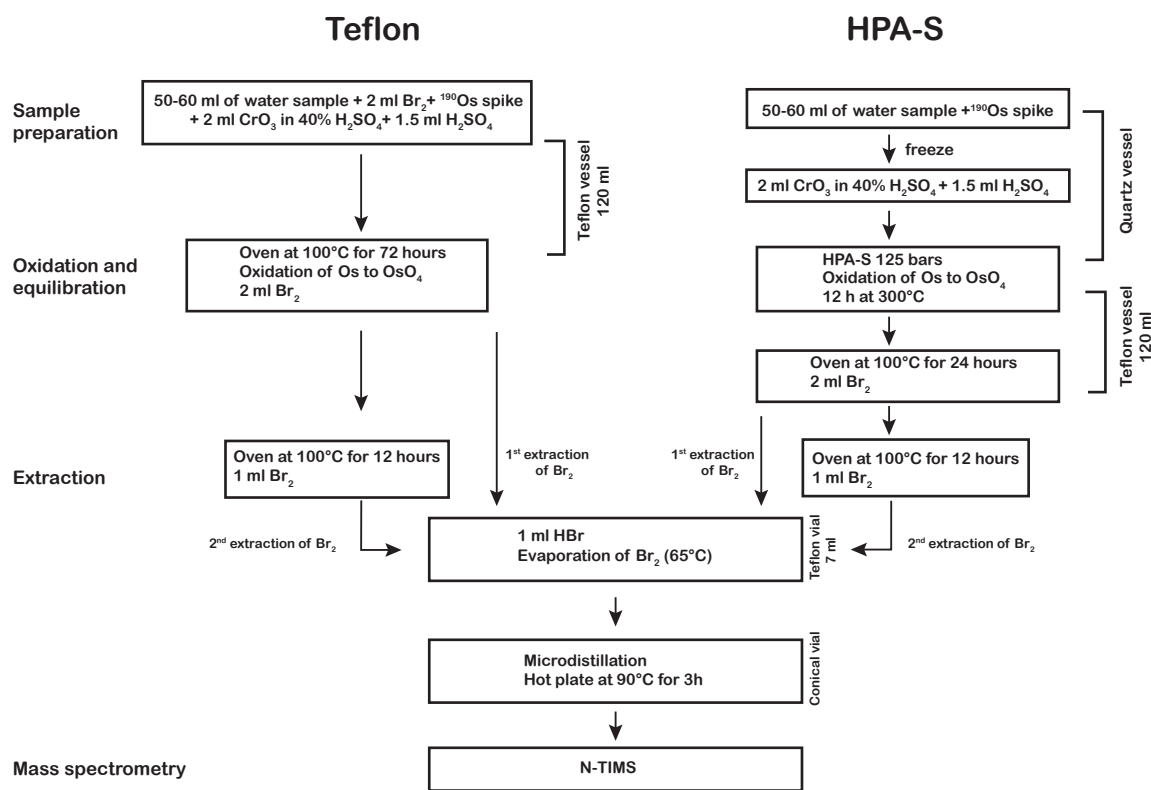 Teflon
HPA-S
Sample
preparation
50-60 ml of water sample + 2 ml Br₂+ ¹⁹⁰Os spike
+ 2 ml CrO₃ in 40% H₂SO₄+ 1.5 ml H₂SO₄
Teflon vessel
120 ml
50-60 ml of water sample +¹⁹⁰Os spike
freeze
2 ml CrO₃ in 40% H₂SO₄ + 1.5 ml H₂SO₄
Quartz vessel
Oxidation and
equilibration
Oven at 100°C for 72 hours
Oxidation of Os to OsO₄
2 ml Br₂
HPA-S 125 bars
Oxidation of Os to OsO₄
12 h at 300°C
Teflon vessel
120 ml
Oven at 100°C for 24 hours
2 ml Br₂
Extraction
Oven at 100°C for 12 hours
1 ml Br₂
1ˢᵗ extraction
of Br₂
1ˢᵗ extraction
of Br₂
Oven at 100°C for 12 hours
1 ml Br₂
2ⁿᵈ extraction of Br₂
1 ml HBr
Evaporation of Br₂ (65°C)
Teflon vial
7 ml
2ⁿᵈ extraction of Br₂
Microdistillation
Hot plate at 90°C for 3h
Conical vial
Mass spectrometry
N-TIMS